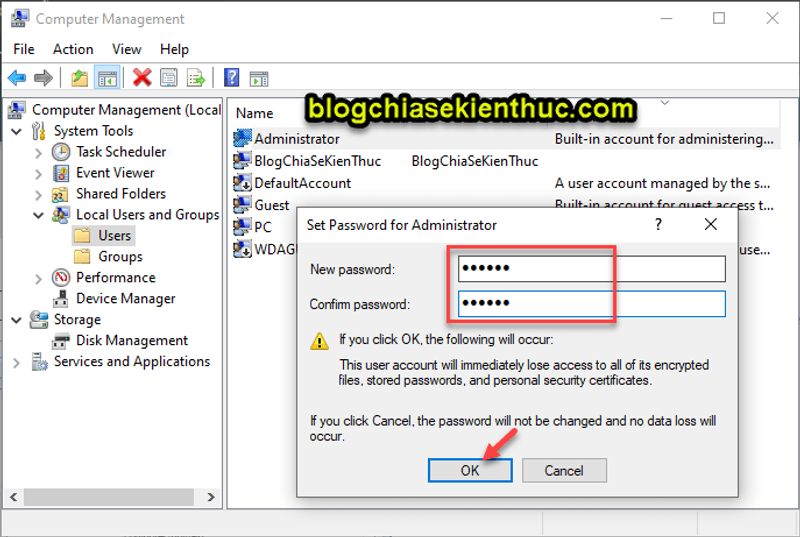 Computer Management
File Action View Help
Computer Management (Local
System Tools
Task Scheduler
Event Viewer
Shared Folders
Local Users and Groups
Users
Groups
Performance
Device Manager
Storage
Disk Management
Services and Applications
Name
blogchiasekienthuc.com
Administrator Built-in account for administering...
BlogChiaSeKienThuc BlogChiaSeKienThuc
DefaultAccount A user account managed by the s...
Guest Built-in account for guest access t...
PC
WDAG use...
Set Password for Administrator
New password: ••••••
Confirm password: ••••••
If you click OK, the following will occur:
This user account will immediately lose access to all of its encrypted
files, stored passwords, and personal security certificates.
If you click Cancel, the password will not be changed and no data loss will
occur.
OK Cancel